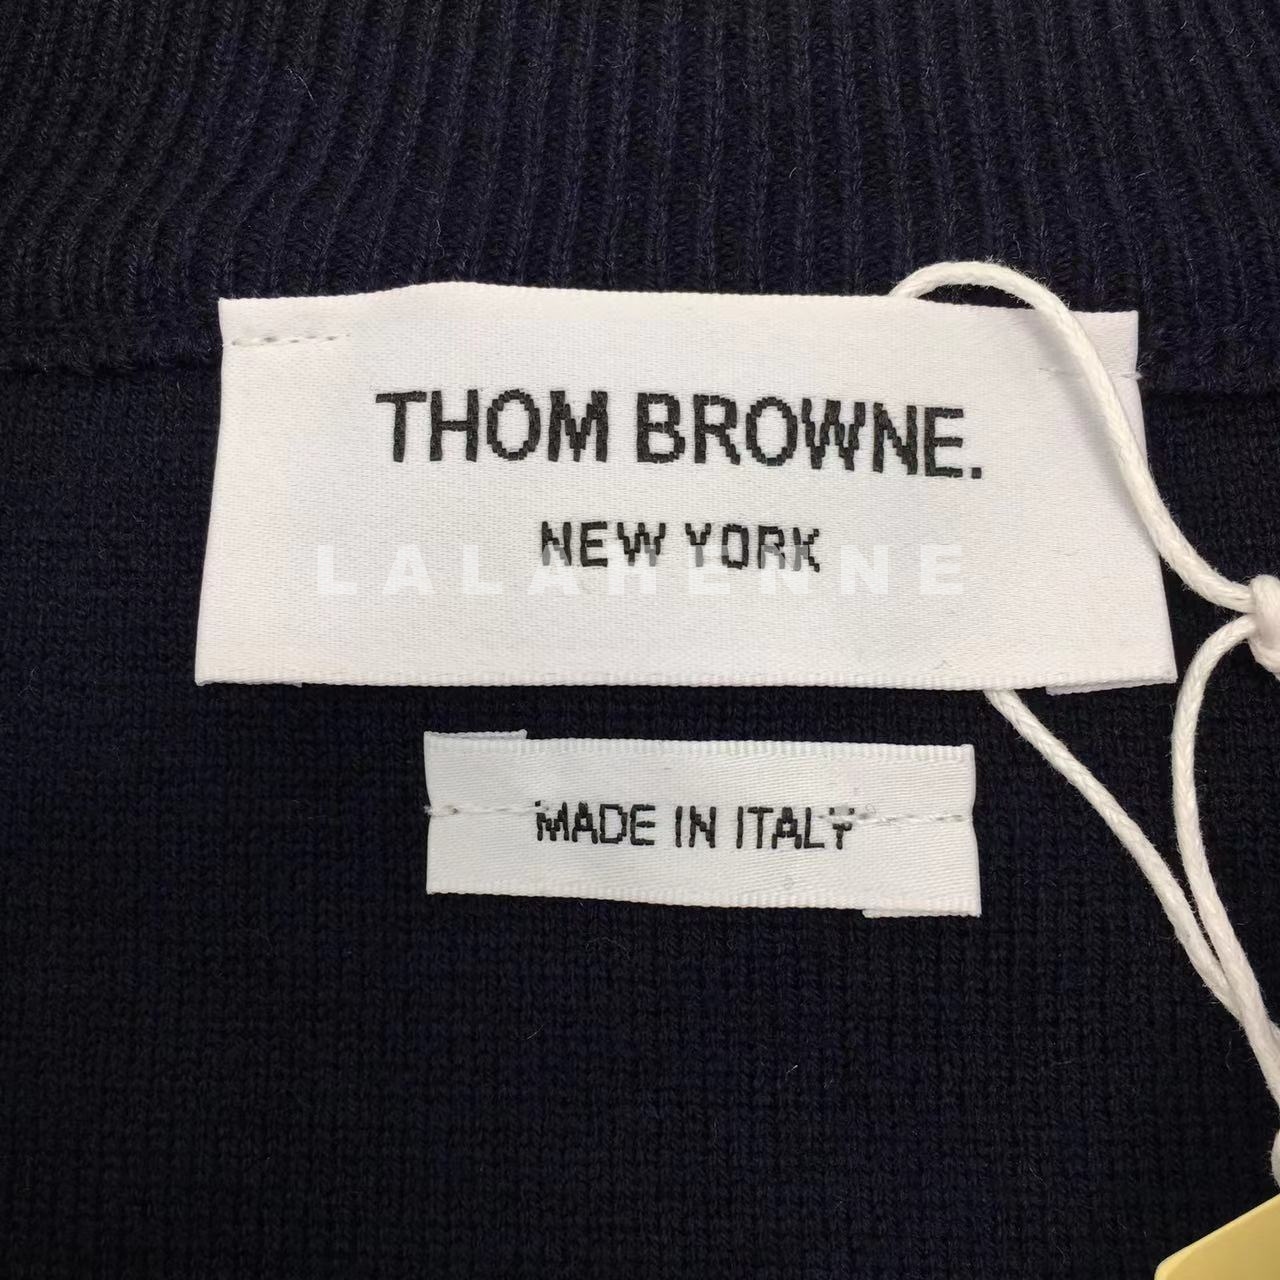 THOM BROWNE.
NEW YORK
LALAHENNE
MADE IN ITALY